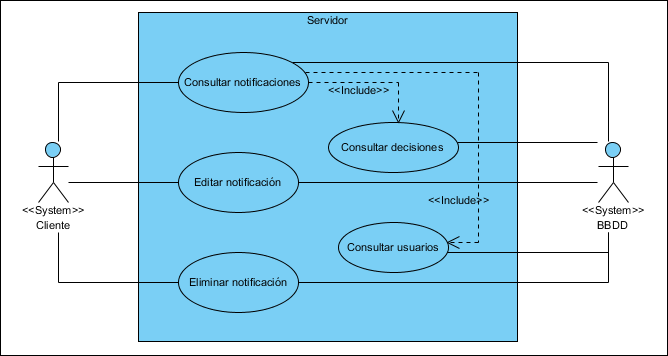 Servidor
Consultar notificaciones
<<Include>>
Consultar decisiones
Editar notificación
<<Include>>
<<System>>
Cliente
<<System>>
BBDD
Consultar usuarios
Eliminar notificación